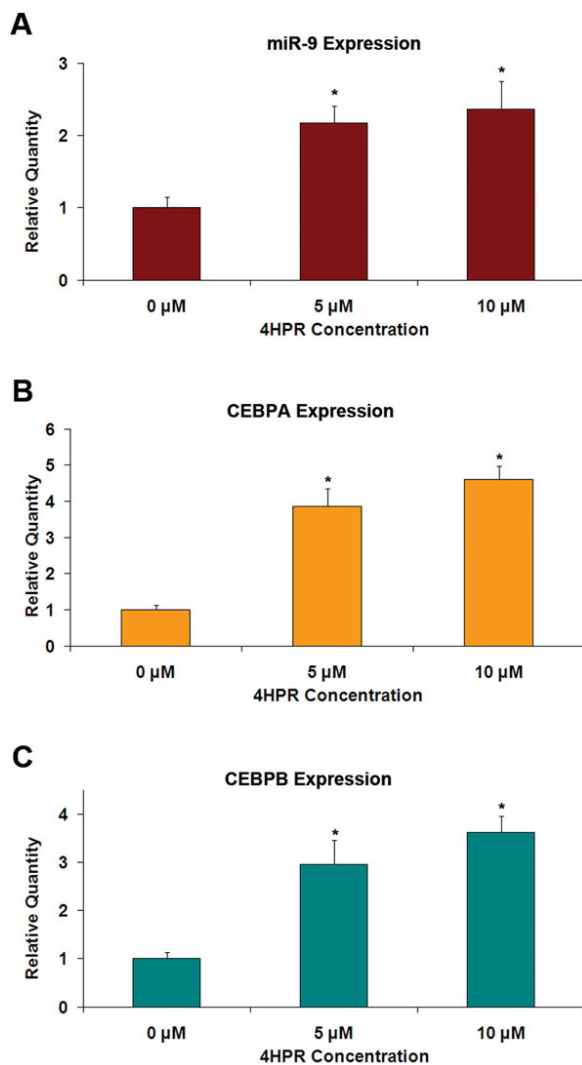 A
miR-9 Expression
3
2
1
0
Relative Quantity
*
*
0 µM
5 µM
10 µM
4HPR Concentration
B
CEBPA Expression
6
5
4
3
2
1
0
Relative Quantity
*
*
0 µM
5 µM
10 µM
4HPR Concentration
C
CEBPB Expression
4
3
2
1
0
Relative Quantity
*
*
0 µM
5 µM
10 µM
4HPR Concentration